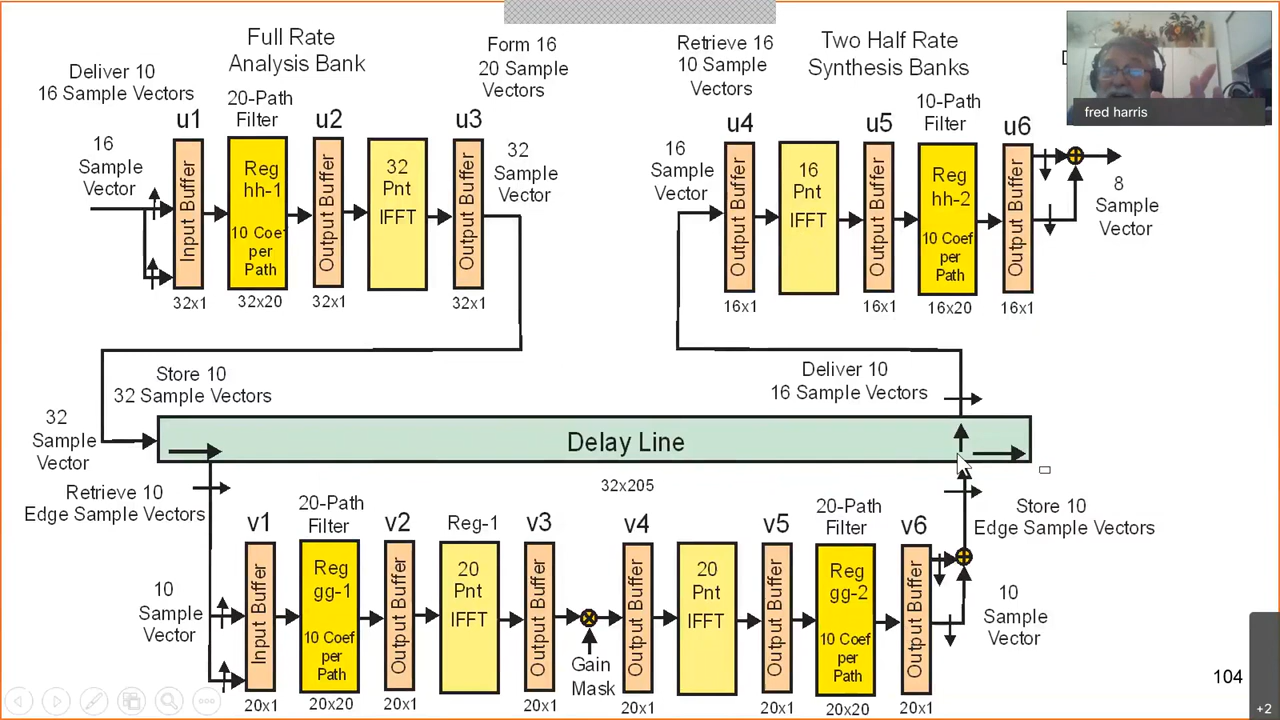 Full Rate
Analysis Bank
Form 16
20 Sample
Vectors
Retrieve 16
10 Sample
Vectors
Two Half Rate
Synthesis Banks
fred harris
Deliver 10
16 Sample Vectors
20-Path
Filter
10-Path
Filter
u1
u2
u3
u4
u5
u6
16
Sample
Vector
Input Buffer
Reg
hh-1
10 Coef
per
Path
Output Buffer
32
Pnt
IFFT
Output Buffer
32
Sample
Vector
16
Sample
Vector
Output Buffer
16
Pnt
IFFT
Output Buffer
Reg
hh-2
10 Coef
per
Path
Output Buffer
8
Sample
Vector
32x1
32x20
32x1
32x1
16x1
16x1
16x20
16x1
Store 10
32 Sample Vectors
Deliver 10
16 Sample Vectors
32
Sample
Vector
Delay Line
32x205
Retrieve 10
Edge Sample Vectors
Store 10
Edge Sample Vectors
v1
20-Path
Filter
v2
Reg-1
v3
v4
v5
20-Path
Filter
v6
10
Sample
Vector
Input Buffer
Reg
gg-1
10 Coef
per
Path
Output Buffer
20
Pnt
IFFT
Output Buffer
Gain
Mask
Output Buffer
20
Pnt
IFFT
Output Buffer
Reg
gg-2
10 Coef
per
Path
Output Buffer
10
Sample
Vector
20x1
20x20
20x1
20x1
20x1
20x1
20x20
20x1
104
+2